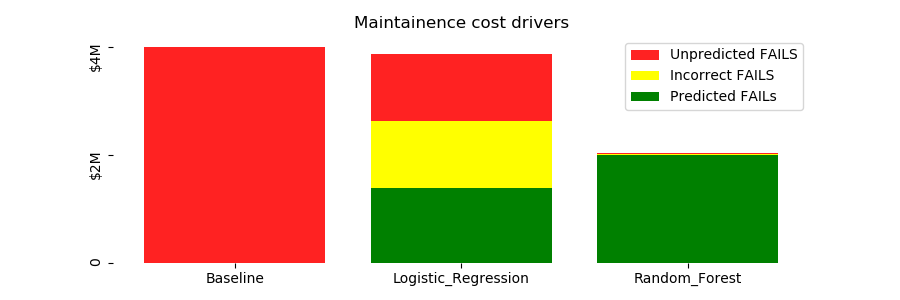 Maintainence cost drivers
$4M
$2M
0
Unpredicted FAILS
Incorrect FAILS
Predicted FAILs
Baseline
Logistic_Regression
Random_Forest